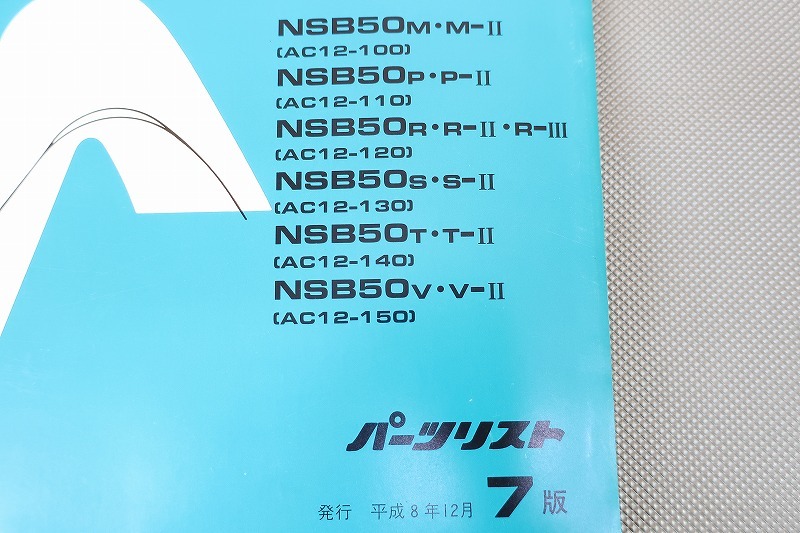 NSB50M・M-II
(AC12-100)
NSB50P・P-II
(AC12-110)
NSB50R・R-II・R-III
(AC12-120)
NSB50S・S-II
(AC12-130)
NSB50T・T-II
(AC12-140)
NSB50V・V-II
(AC12-150)
パーツリスト
発行 平成8年12月 7版